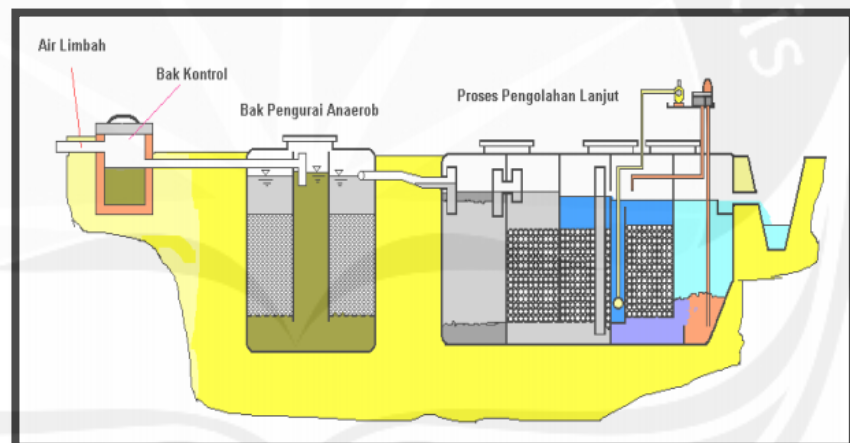 Air Limbah
Bak Kontrol
Bak Pengurai Anaerob
Proses Pengolahan Lanjut